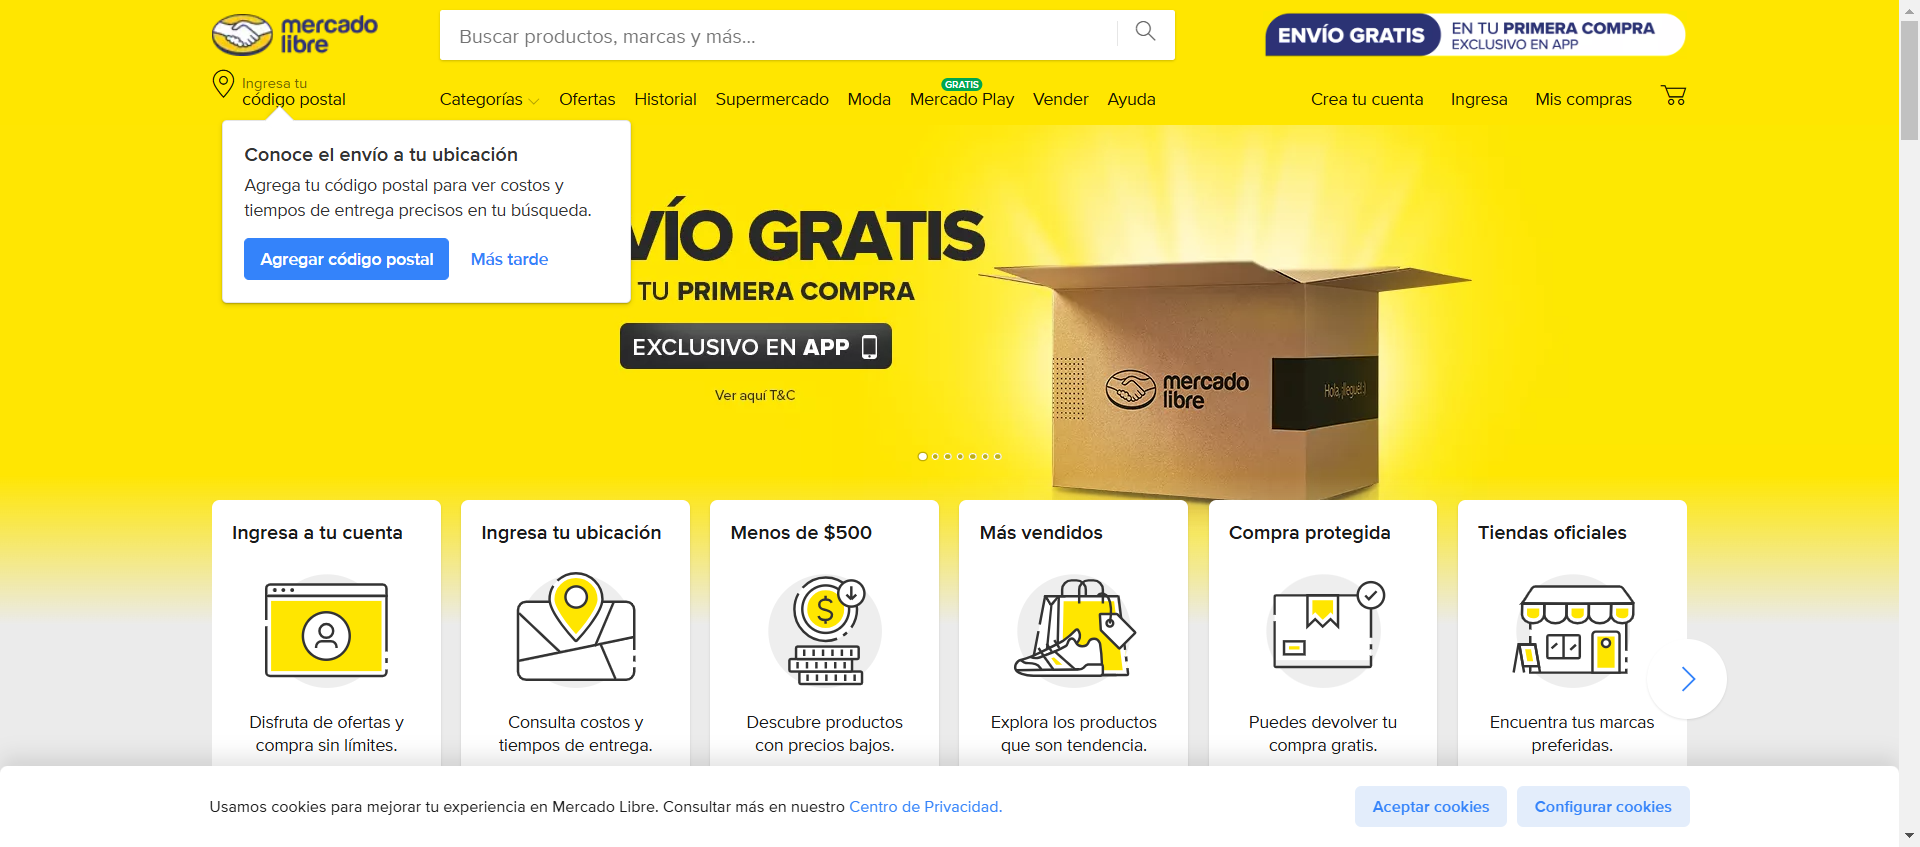 mercado
libre
Buscar productos, marcas y más...
ENVÍO GRATIS
EN TU PRIMERA COMPRA
EXCLUSIVO EN APP
Ingresa tu
código postal
Categorías
Ofertas
Historial
Supermercado
Moda
GRATIS
Mercado Play
Vender
Ayuda
Crea tu cuenta
Ingresa
Mis compras
Conoce el envío a tu ubicación
Agrega tu código postal para ver costos y
tiempos de entrega precisos en tu búsqueda.
Agregar código postal
Más tarde
VÍO GRATIS
TU PRIMERA COMPRA
EXCLUSIVO EN APP
Ver aquí T&C
mercado
libre
Hola, ¡llegué! :)
Ingresa a tu cuenta
Disfruta de ofertas y
compra sin límites.
Ingresa tu ubicación
Consulta costos y
tiempos de entrega.
Menos de $500
$
Descubre productos
con precios bajos.
Más vendidos
Explora los productos
que son tendencia.
Compra protegida
Puedes devolver tu
compra gratis.
Tiendas oficiales
Encuentra tus marcas
preferidas.
Usamos cookies para mejorar tu experiencia en Mercado Libre. Consultar más en nuestro Centro de Privacidad.
Aceptar cookies
Configurar cookies